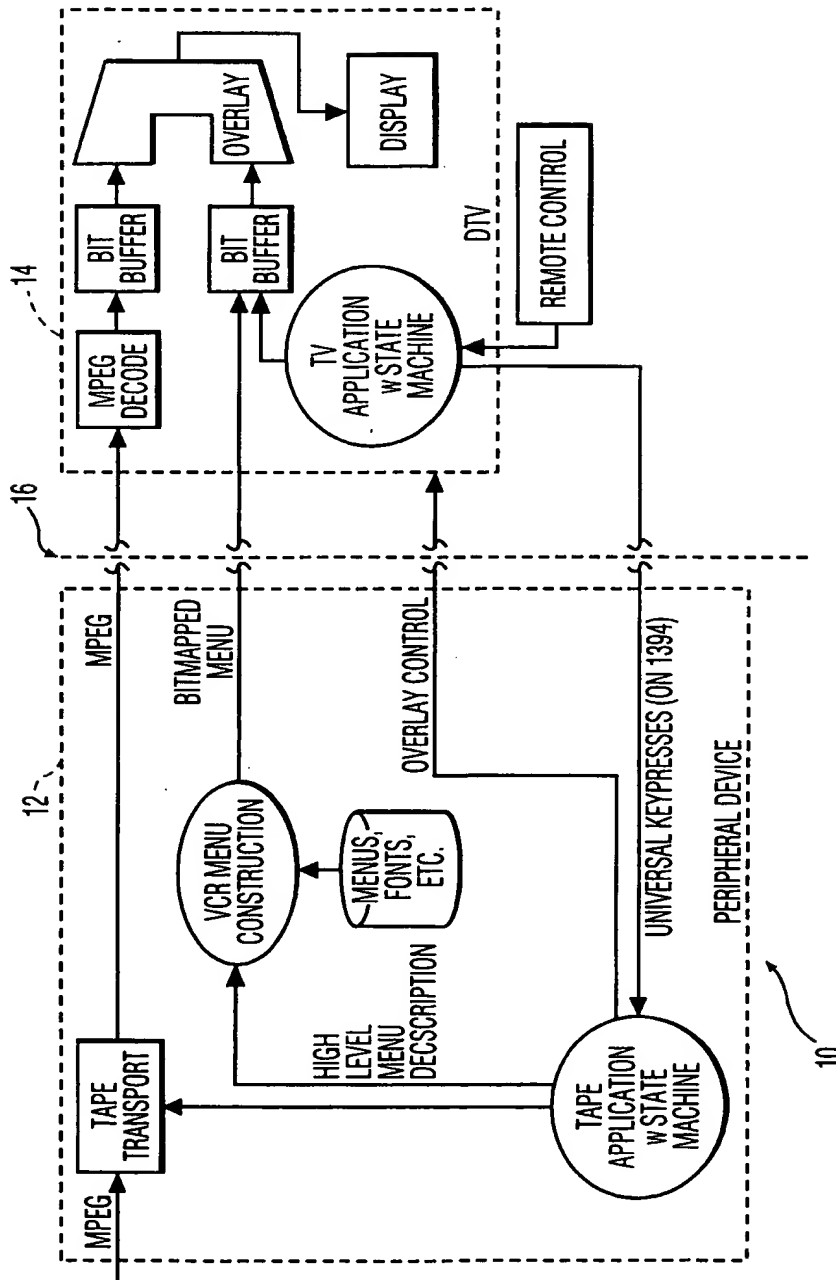 10
12
PERIPHERAL DEVICE
MPEG
TAPE
TRANSPORT
MPEG
VCR MENU
CONSTRUCTION
BITMAPPED
MENU
MENUS,
FONTS,
ETC.
HIGH
LEVEL
MENU
DECSCRIPTION
TAPE
APPLICATION
w STATE
MACHINE
OVERLAY CONTROL
UNIVERSAL KEYPRESSES (ON 1394)
16
14
MPEG
DECODE
BIT
BUFFER
BIT
BUFFER
OVERLAY
TV
APPLICATION
w STATE
MACHINE
DISPLAY
DTV
REMOTE CONTROL